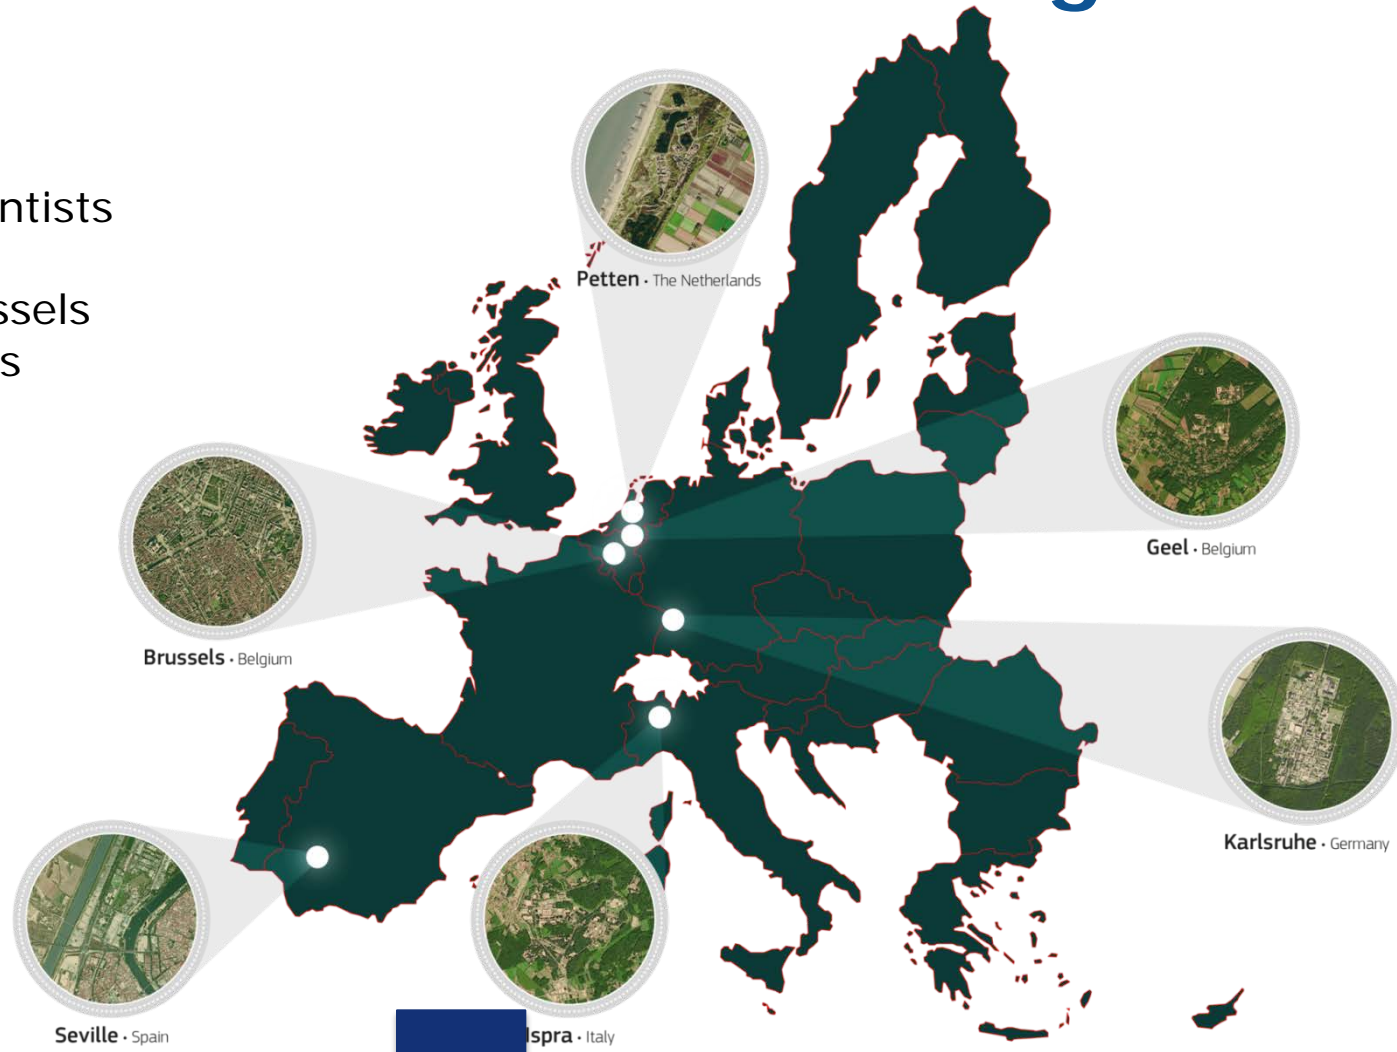 g
ntists
ssels
s
Petten · The Netherlands
Geel · Belgium
Brussels · Belgium
Karlsruhe · Germany
Seville · Spain
Ispra · Italy